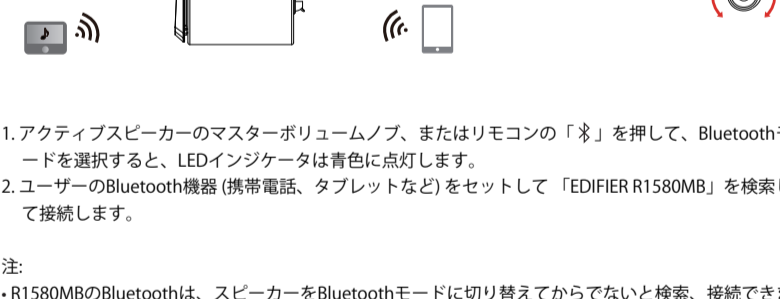 1. アクティブスピーカーのマスターボリュームノブ、またはリモコンの「ᛒ」を押して、Bluetooth
ードを選択すると、LEDインジケータは青色に点灯します。
2. ユーザーのBluetooth機器 (携帯電話、タブレットなど) をセットして 「EDIFIER R1580MB」を検索し
て接続します。
注:
• R1580MBのBluetoothは、スピーカーをBluetoothモードに切り替えてからでないと検索、接続でき